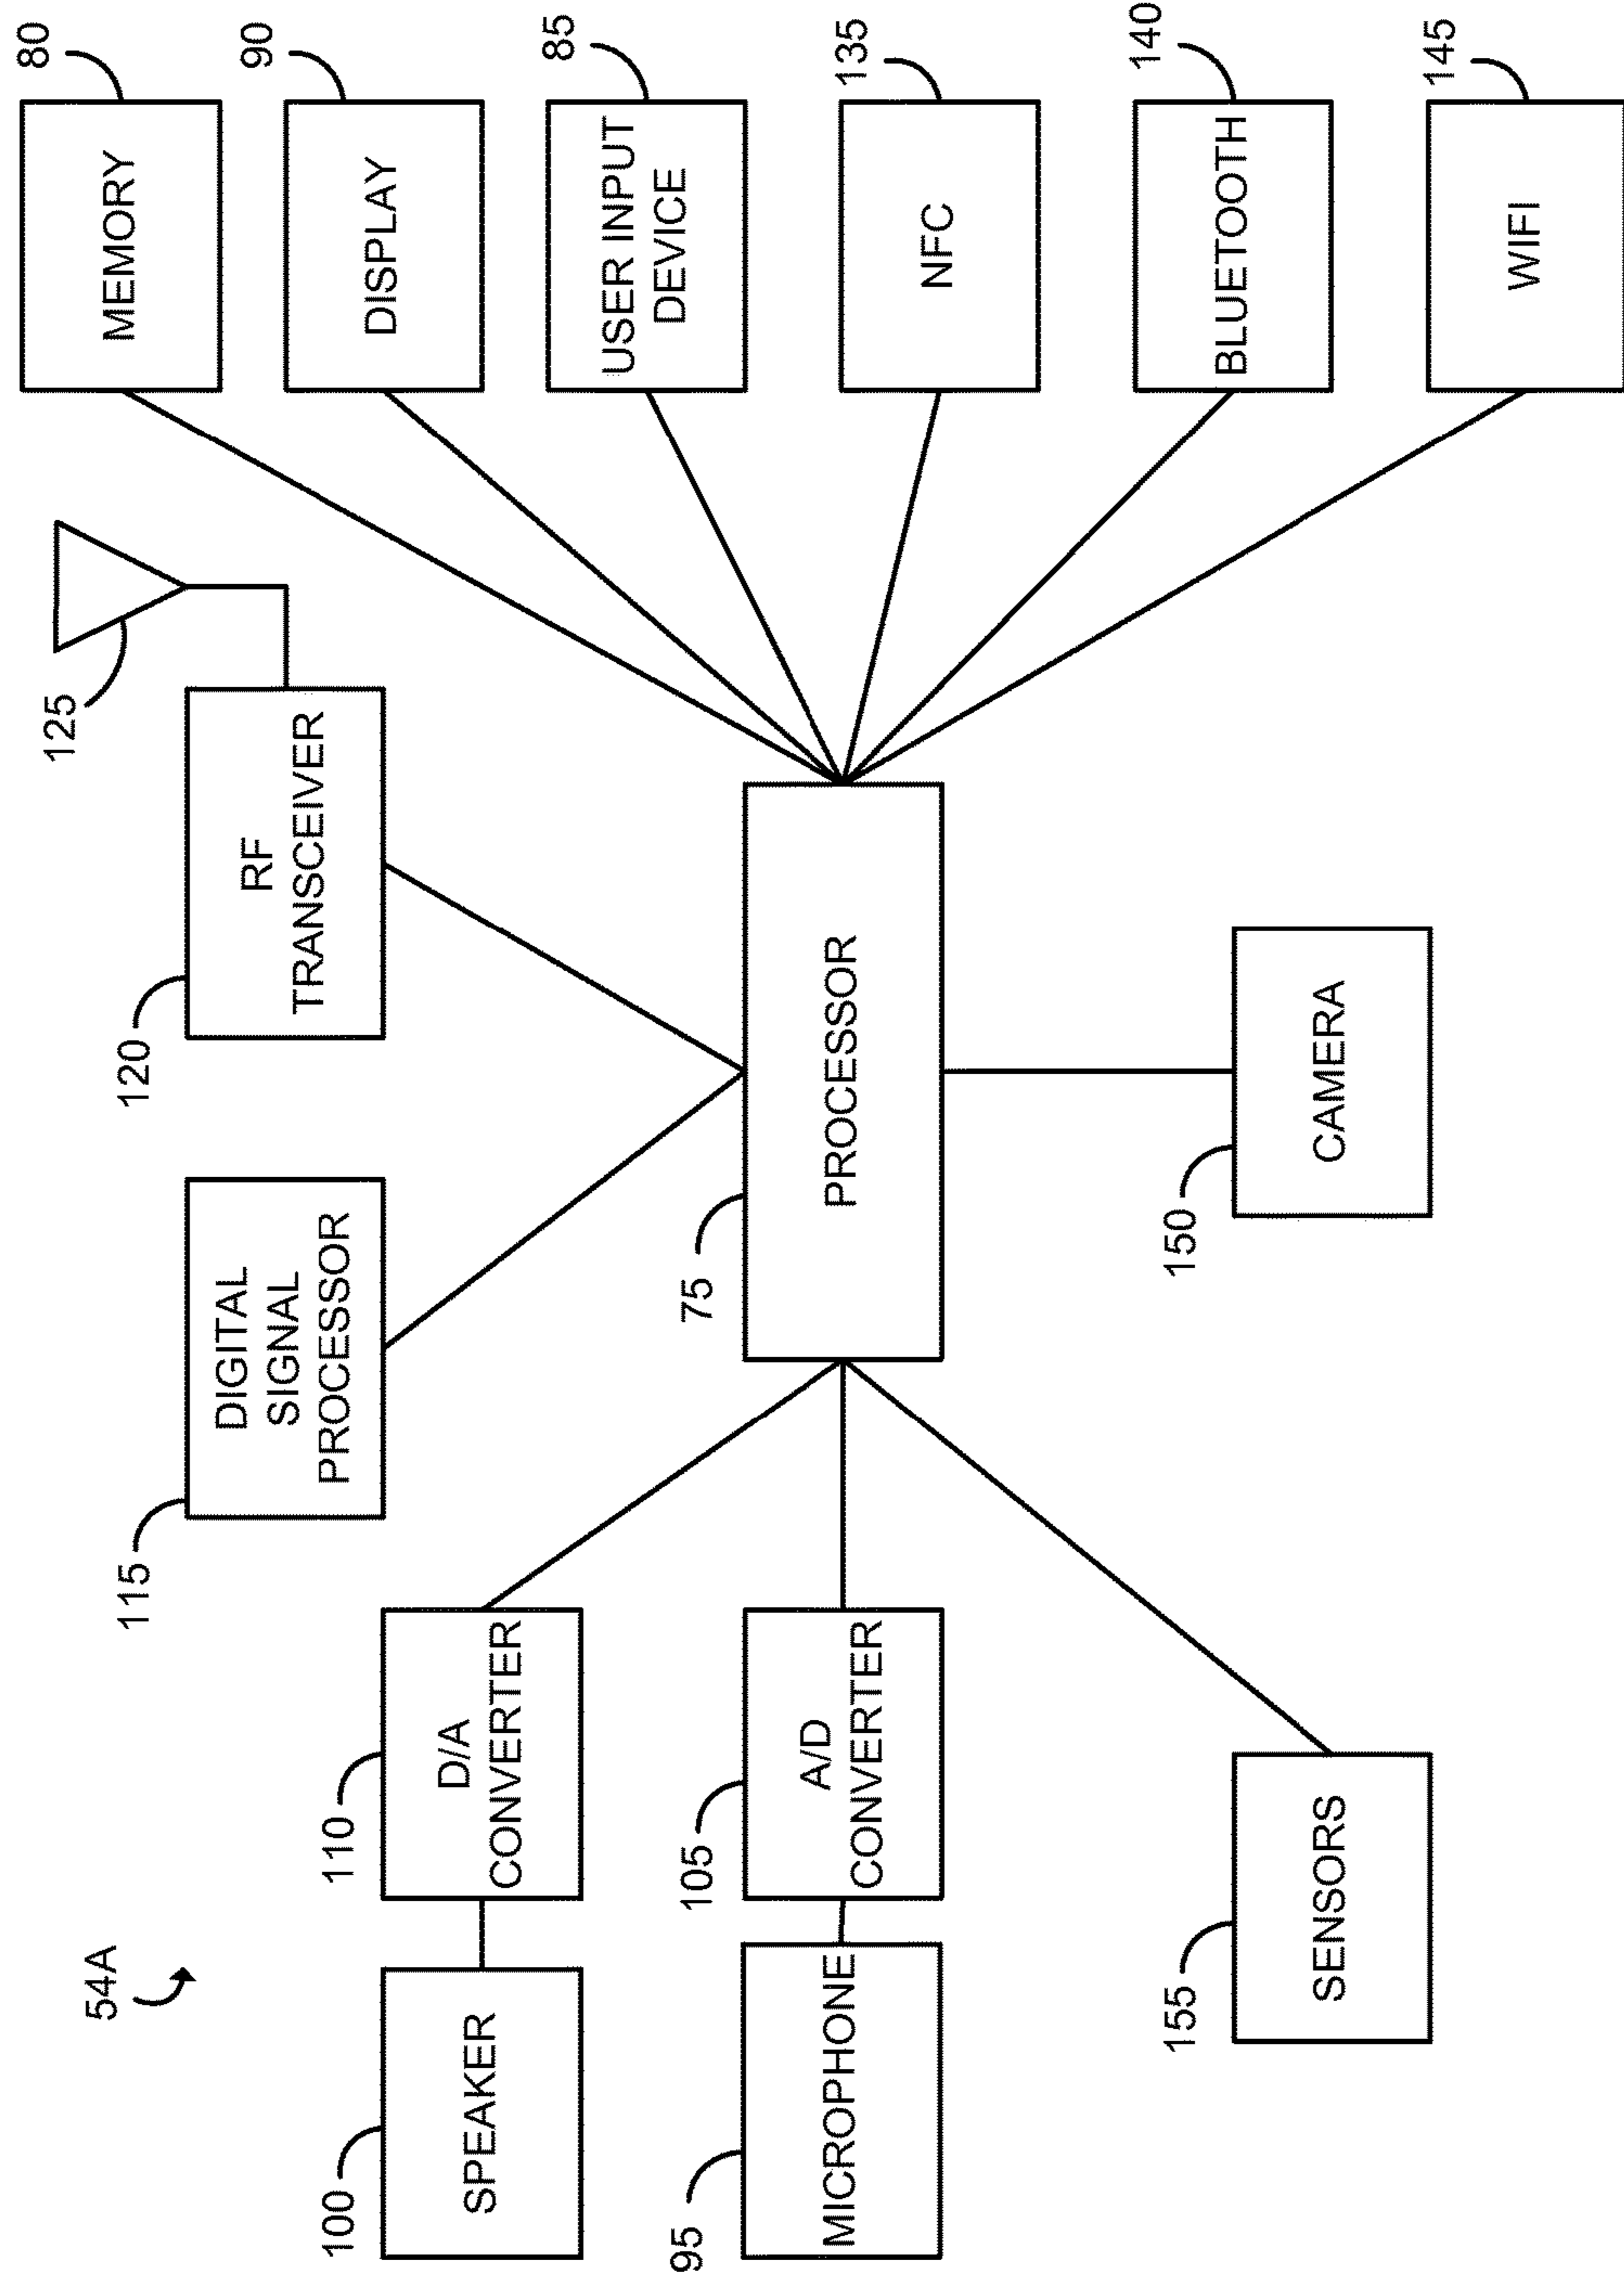 54A
100
SPEAKER
110
D/A
CONVERTER
115
DIGITAL
SIGNAL
PROCESSOR
120
RF
TRANSCEIVER
125
80
MEMORY
90
DISPLAY
85
USER INPUT
DEVICE
95
MICROPHONE
105
A/D
CONVERTER
75
PROCESSOR
135
NFC
140
BLUETOOTH
155
SENSORS
150
CAMERA
145
WIFI